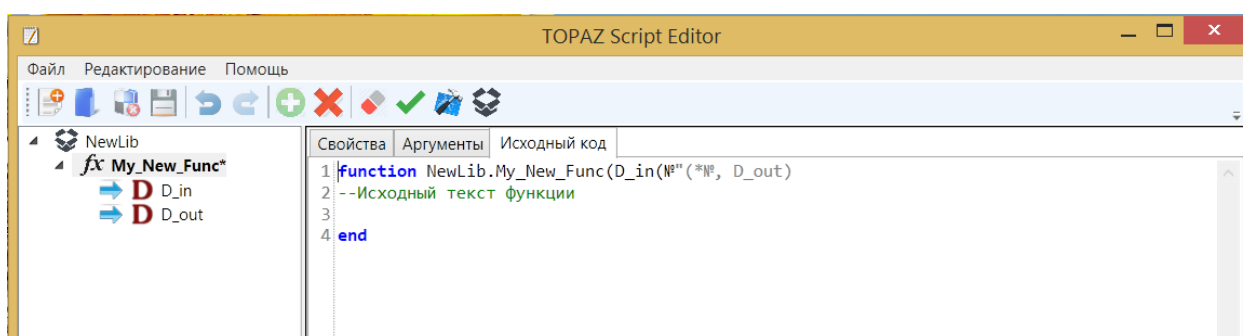 TOPAZ Script Editor
Файл Редактирование Помощь
NewLib
fx My_New_Func*
D D_in
D D_out
Свойства Аргументы Исходный код
1 function NewLib.My_New_Func(D_in(№"(*№, D_out)
2 --Исходный текст функции
3
4 end